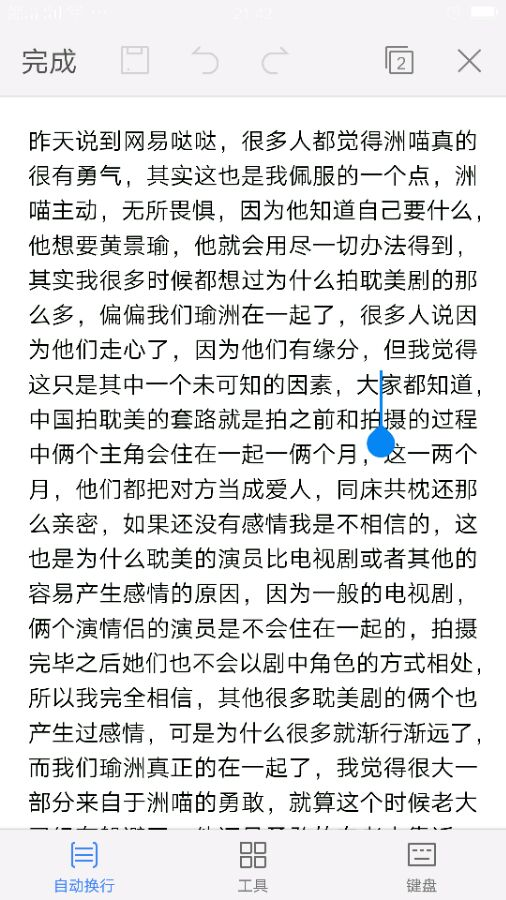 21:42
完成
2
昨天说到网易哒哒，很多人都觉得洲喵真的
很有勇气，其实这也是我佩服的一个点，洲
喵主动，无所畏惧，因为他知道自己要什么，
他想要黄景瑜，他就会用尽一切办法得到，
其实我很多时候都想过为什么拍耽美剧的那
么多，偏偏我们瑜洲在一起了，很多人说因
为他们走心了，因为他们有缘分，但我觉得
这只是其中一个未可知的因素，大家都知道，
中国拍耽美的套路就是拍之前和拍摄的过程
中俩个主角会住在一起一俩个月，这一两个
月，他们都把对方当成爱人，同床共枕还那
么亲密，如果还没有感情我是不相信的，这
也是为什么耽美的演员比电视剧或者其他的
容易产生感情的原因，因为一般的电视剧，
俩个演情侣的演员是不会住在一起的，拍摄
完毕之后她们也不会以剧中角色的方式相处，
所以我完全相信，其他很多耽美剧的俩个也
产生过感情，可是为什么很多就渐行渐远了，
而我们瑜洲真正的在一起了，我觉得很大一
部分来自于洲喵的勇敢，就算这个时候老大
自动换行
工具
键盘